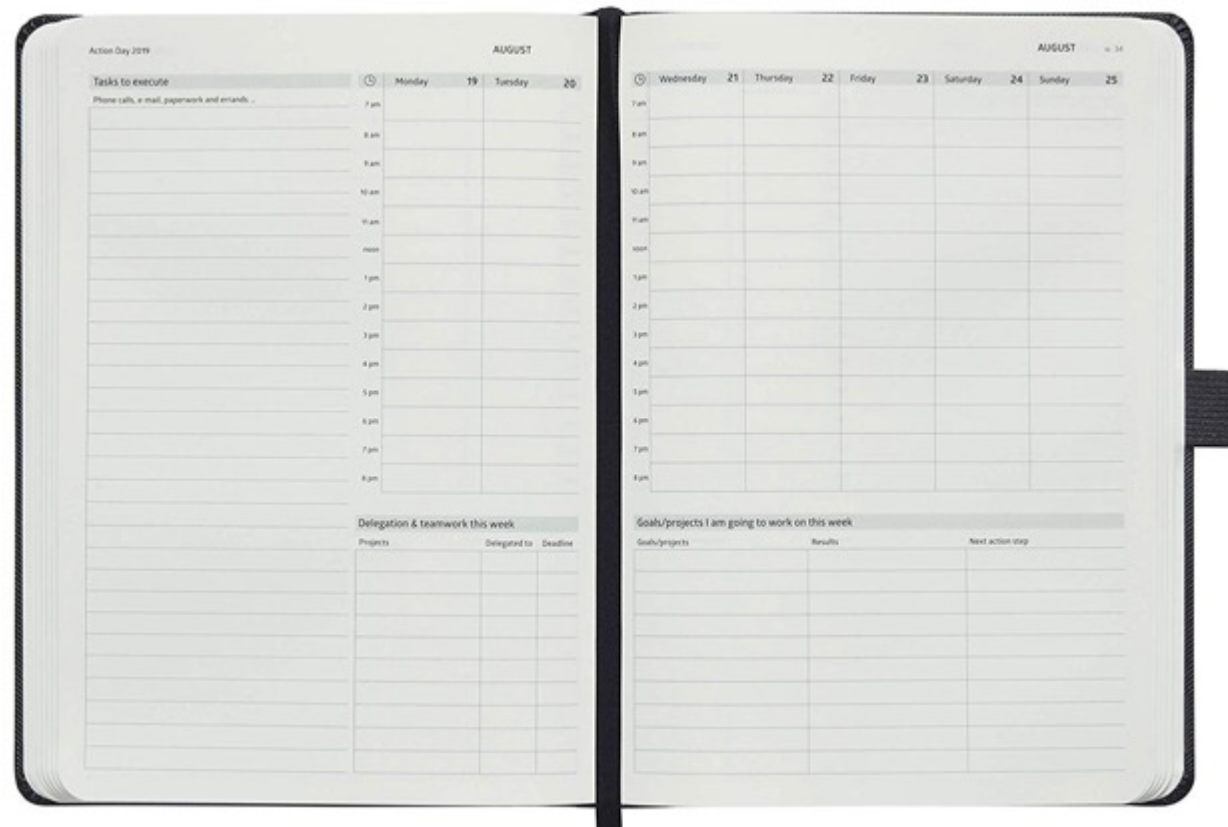 Action Day 2019
AUGUST
Tasks to execute
Phone calls, e mail, paperwork and errands ..
Monday 19 Tuesday 20
7 am
8 am
9 am
10 am
11 am
noon
1 pm
2 pm
3 pm
4 pm
5 pm
6 pm
7 pm
8 pm
Delegation & teamwork this week
Projects Delegated to Deadline
AUGUST w. 34
Wednesday 21 Thursday 22 Friday 23 Saturday 24 Sunday 25
7 am
8 am
9 am
10 am
11 am
noon
1 pm
2 pm
3 pm
4 pm
5 pm
6 pm
7 pm
8 pm
Goals/projects I am going to work on this week
Goals/projects Results Next action step